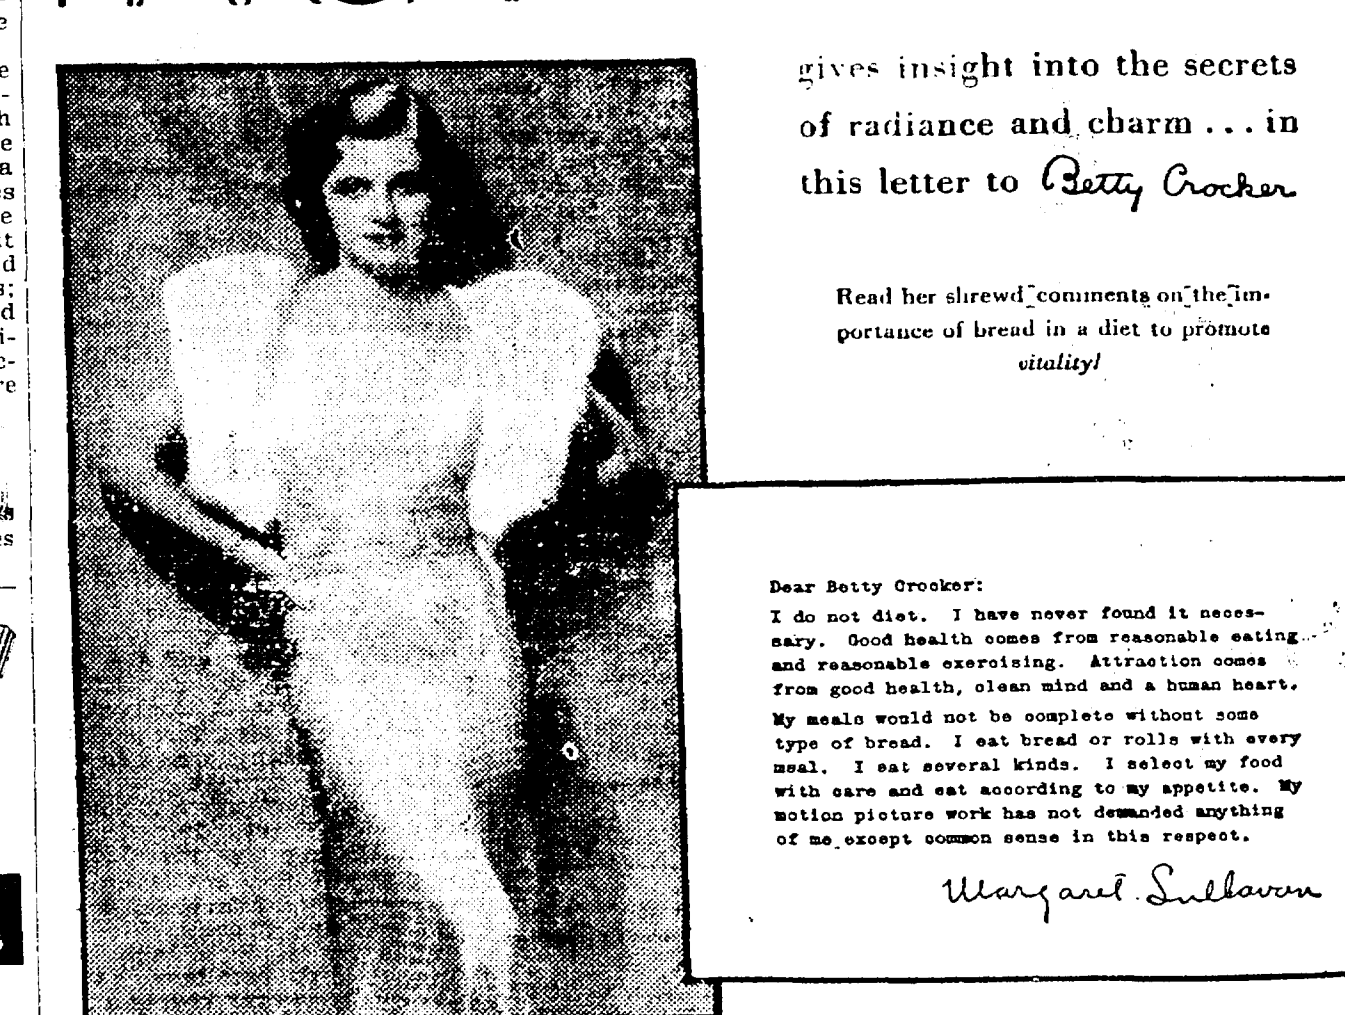 gives insight into the secrets
of radiance and charm ... in
this letter to Betty Crocker
Read her shrewd comments on the im-
portance of bread in a diet to promote
vitality!
Dear Betty Crocker:
I do not diet. I have never found it neces-
sary. Good health comes from reasonable eating
and reasonable exercising. Attraction comes
from good health, clean mind and a human heart.
My meals would not be complete without some
type of bread. I eat bread or rolls with every
meal. I eat several kinds. I select my food
with care and eat according to my appetite. My
motion picture work has not demanded anything
of me except common sense in this respect.
Margaret Sullavan